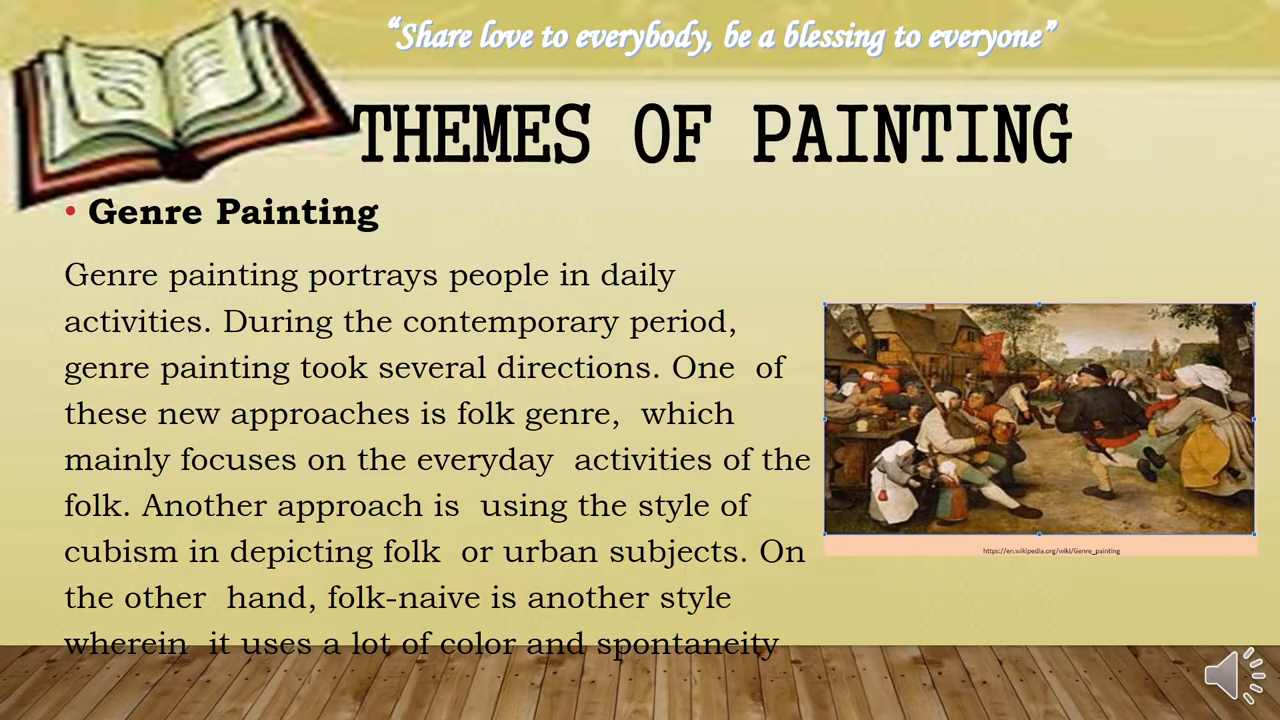 “Share love to everybody, be a blessing to everyone”
THEMES OF PAINTING
• Genre Painting
Genre painting portrays people in daily
activities. During the contemporary period,
genre painting took several directions. One  of
these new approaches is folk genre,  which
mainly focuses on the everyday  activities of the
folk. Another approach is  using the style of
cubism in depicting folk  or urban subjects. On
the other  hand, folk-naive is another style
wherein  it uses a lot of color and spontaneity
https://en.wikipedia.org/wiki/Genre_painting